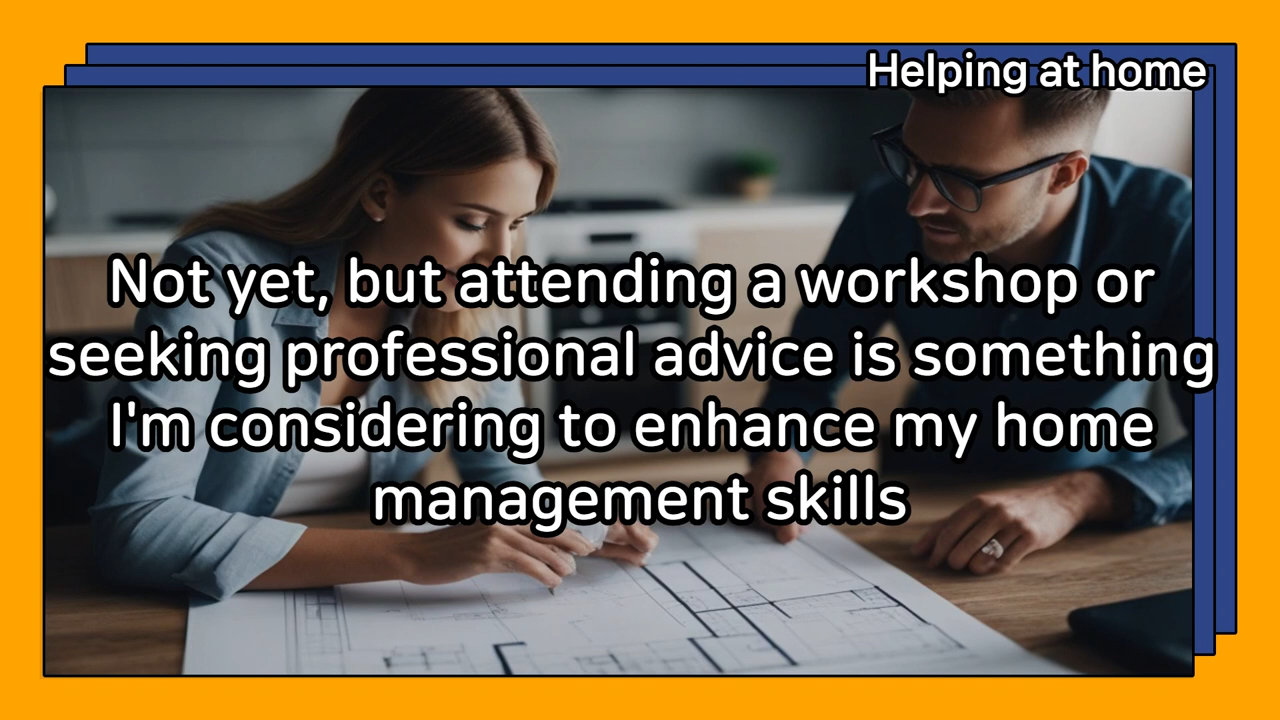 Helping at home
Not yet, but attending a workshop or
seeking professional advice is something
I'm considering to enhance my home
management skills